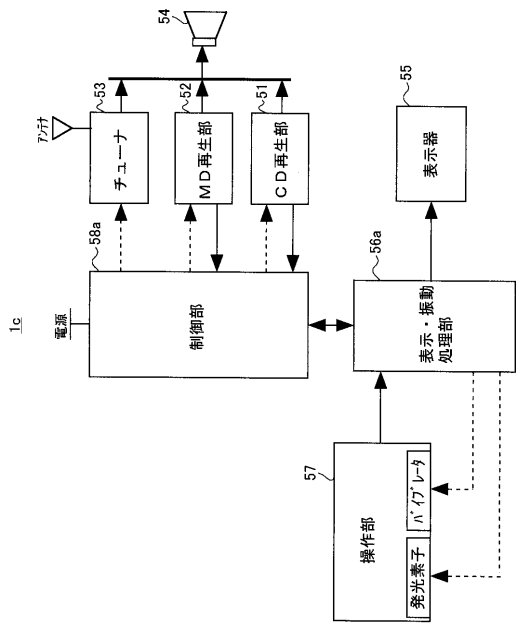 1c
電源
アンテナ
制御部
58a
チューナ
53
MD再生部
52
CD再生部
51
54
操作部
57
発光素子
バイブレータ
表示・振動
処理部
56a
表示器
55